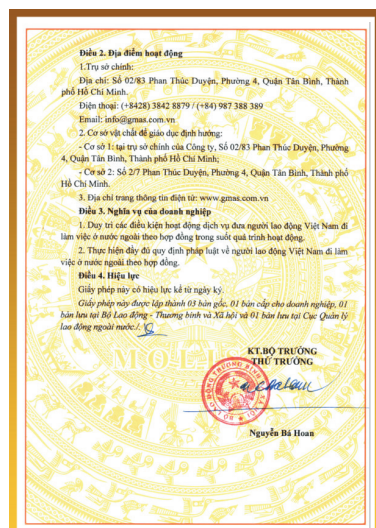 Điều 2. Địa điểm hoạt động
1.Trụ sở chính:
Địa chỉ: Số 02/83 Phan Thúc Duyện, Phường 4, Quận Tân Bình, Thành
phố Hồ Chí Minh.
Điện thoại: (+8428) 3842 8879 / (+84) 987 388 389
Email: info@gmas.com.vn
2. Cơ sở vật chất để giáo dục định hướng:
- Cơ sở 1: tại trụ sở chính của Công ty, Số 02/83 Phan Thúc Duyện, Phường
4, Quận Tân Bình, Thành phố Hồ Chí Minh;
- Cơ sở 2: Số 2/7 Phan Thúc Duyện, Phường 4, Quận Tân Bình, Thành phố
Hồ Chí Minh.
3. Địa chỉ trang thông tin điện tử: www.gmas.com.vn
Điều 3. Nghĩa vụ của doanh nghiệp
1. Duy trì các điều kiện hoạt động dịch vụ đưa người lao động Việt Nam đi
làm việc ở nước ngoài theo hợp đồng trong suốt quá trình hoạt động.
2. Thực hiện đầy đủ quy định pháp luật về người lao động Việt Nam đi làm
việc ở nước ngoài theo hợp đồng.
Điều 4. Hiệu lực
Giấy phép này có hiệu lực kể từ ngày ký.
Giấy phép này được lập thành 03 bản gốc, 01 bản cấp cho doanh nghiệp, 01
bản lưu tại Bộ Lao động - Thương binh và Xã hội và 01 bản lưu tại Cục Quản lý
lao động ngoài nước./.
MOLISA
KT.BỘ TRƯỞNG
THỨ TRƯỞNG
Nguyễn Bá Hoan